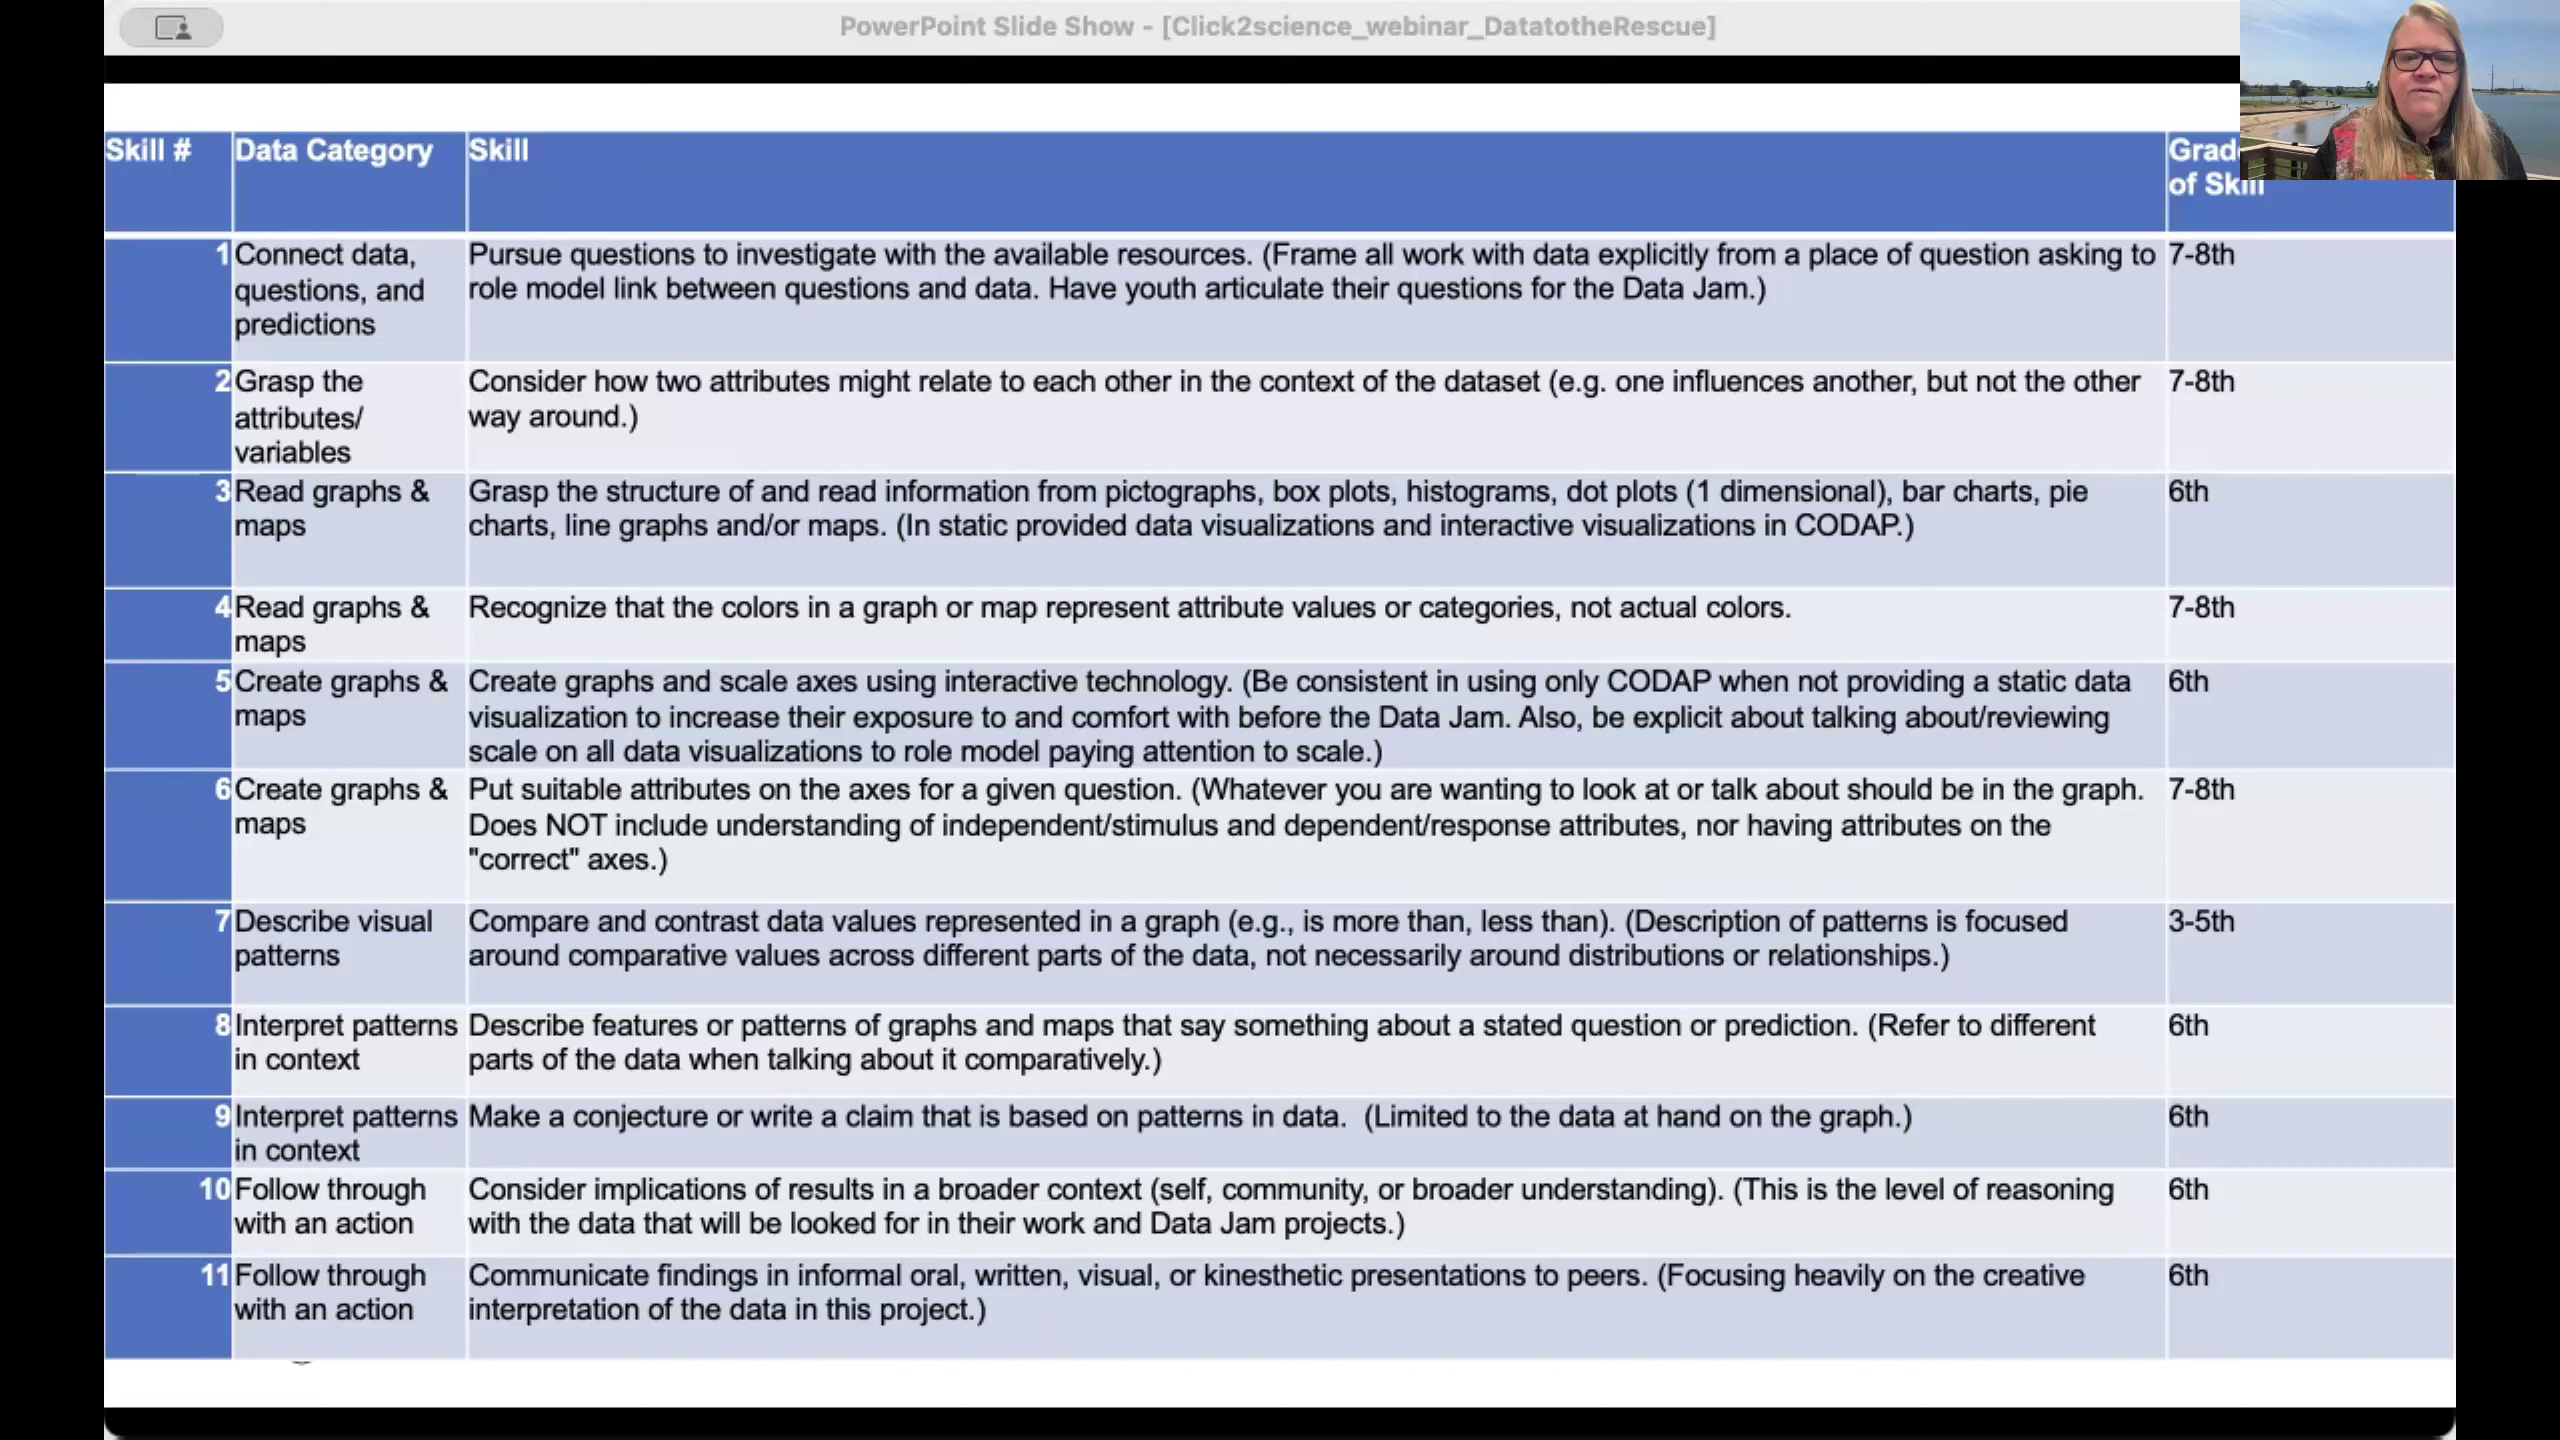 PowerPoint Slide Show - [Click2science_webinar_DatatotheRescue]
Skill # Data Category Skill
of Skill
1 Connect data, Pursue questions to investigate with the available resources. (Frame all work with data explicitly from a place of question asking to 7-8th
questions, and role model link between questions and data. Have youth articulate their questions for the Data Jam.)
predictions
2 Grasp the Consider how two attributes might relate to each other in the context of the dataset (e.g. one influences another, but not the other 7-8th
attributes/ way around.)
variables
3 Read graphs & Grasp the structure of and read information from pictographs, box plots, histograms, dot plots (1 dimensional), bar charts, pie 6th
maps charts, line graphs and/or maps. (In static provided data visualizations and interactive visualizations in CODAP.)
4 Read graphs & Recognize that the colors in a graph or map represent attribute values or categories, not actual colors. 7-8th
maps
5 Create graphs & Create graphs and scale axes using interactive technology. (Be consistent in using only CODAP when not providing a static data 6th
maps visualization to increase their exposure to and comfort with before the Data Jam. Also, be explicit about talking about/reviewing
scale on all data visualizations to role model paying attention to scale.)
6 Create graphs & Put suitable attributes on the axes for a given question. (Whatever you are wanting to look at or talk about should be in the graph. 7-8th
maps Does NOT include understanding of independent/stimulus and dependent/response attributes, nor having attributes on the
"correct" axes.)
7 Describe visual Compare and contrast data values represented in a graph (e.g., is more than, less than). (Description of patterns is focused 3-5th
patterns around comparative values across different parts of the data, not necessarily around distributions or relationships.)
8 Interpret patterns Describe features or patterns of graphs and maps that say something about a stated question or prediction. (Refer to different 6th
in context parts of the data when talking about it comparatively.)
9 Interpret patterns Make a conjecture or write a claim that is based on patterns in data. (Limited to the data at hand on the graph.) 6th
in context
10 Follow through Consider implications of results in a broader context (self, community, or broader understanding). (This is the level of reasoning 6th
with an action with the data that will be looked for in their work and Data Jam projects.)
11 Follow through Communicate findings in informal oral, written, visual, or kinesthetic presentations to peers. (Focusing heavily on the creative 6th
with an action interpretation of the data in this project.)